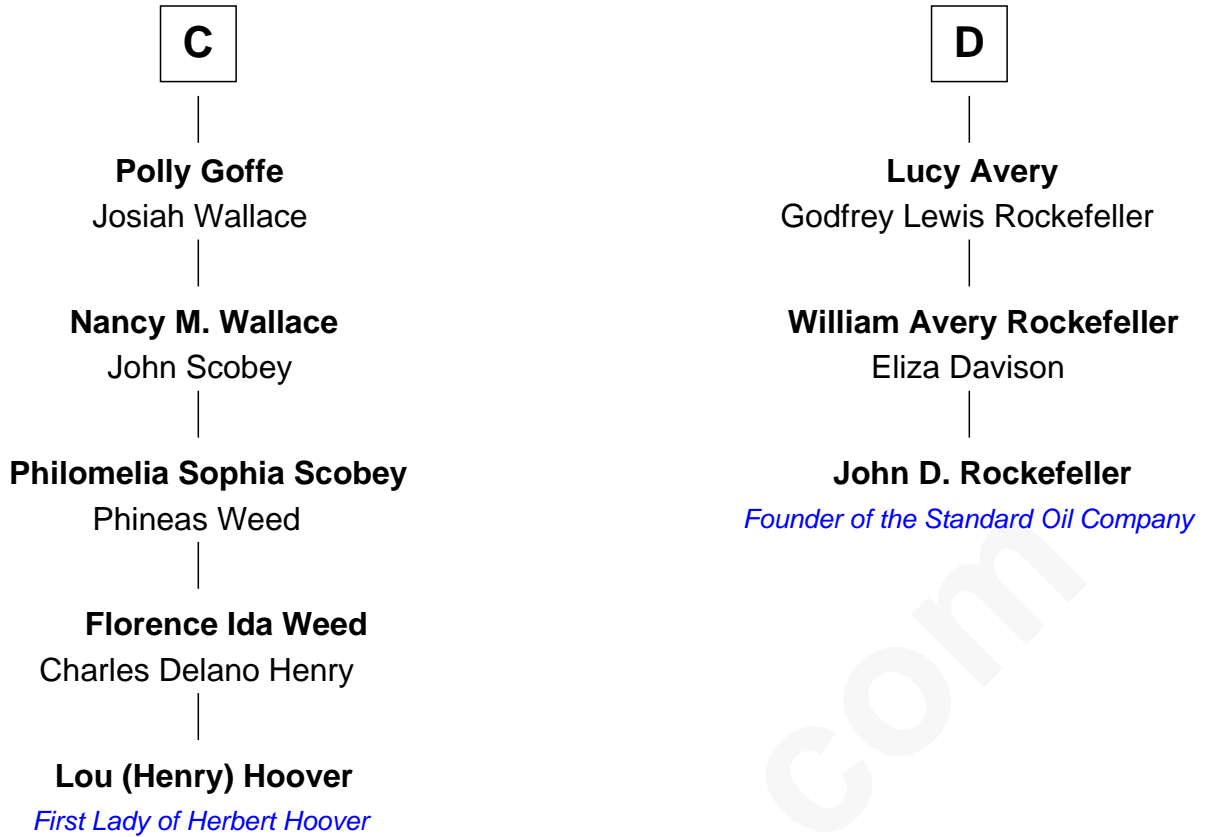 C
Polly Goffe
Josiah Wallace
Nancy M. Wallace
John Scobey
Philomelia Sophia Scobey
Phineas Weed
Florence Ida Weed
Charles Delano Henry
Lou (Henry) Hoover
First Lady of Herbert Hoover
D
Lucy Avery
Godfrey Lewis Rockefeller
William Avery Rockefeller
Eliza Davison
John D. Rockefeller
Founder of the Standard Oil Company
com